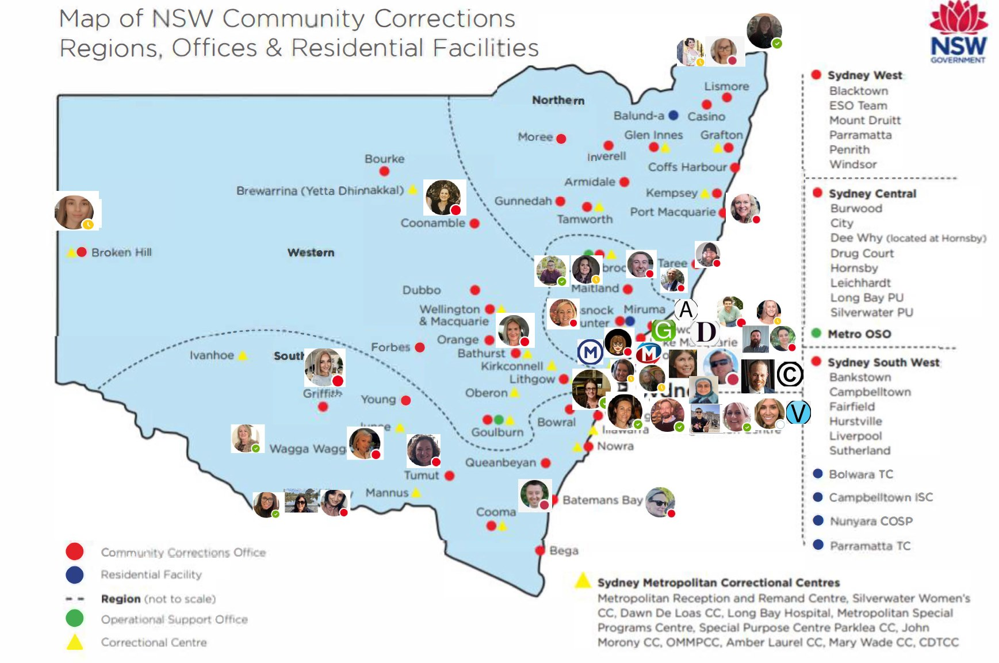 Map of NSW Community Corrections
Regions, Offices & Residential Facilities
NSW
GOVERNMENT
Northern
Lismore
Balund-a
Casino
Moree
Glen Innes
Grafton
Inverell
Coffs Harbour
Bourke
Armidale
Brewarrina (Yetta Dhinnakkal)
Kempsey
Gunnedah
Port Macquarie
Tamworth
Coonamble
Broken Hill
Western
Taree
Maitland
Dubbo
Wellington
& Macquarie
snock
Miruma
unter
A
G
D
Orange
Forbes
ke Macquarie
M
M
Bathurst
Ivanhoe
South
Kirkconnell
Lithgow
C
Oberon
Griffith
Young
V
Bowral
Goulburn
Illawarra
Nowra
Wagga Wagg
Queanbeyan
Tumut
Mannus
Batemans Bay
Cooma
Bega
Community Corrections Office
Residential Facility
Region (not to scale)
Operational Support Office
Correctional Centre
Sydney West
Blacktown
ESO Team
Mount Druitt
Parramatta
Penrith
Windsor
Sydney Central
Burwood
City
Dee Why (located at Hornsby)
Drug Court
Hornsby
Leichhardt
Long Bay PU
Silverwater PU
Metro OSO
Sydney South West
Bankstown
Campbelltown
Fairfield
Hurstville
Liverpool
Sutherland
Bolwara TC
Campbelltown ISC
Nunyara COSP
Parramatta TC
Sydney Metropolitan Correctional Centres
Metropolitan Reception and Remand Centre, Silverwater Women's
CC, Dawn De Loas CC, Long Bay Hospital, Metropolitan Special
Programs Centre, Special Purpose Centre Parklea CC, John
Morony CC, OMMPCC, Amber Laurel CC, Mary Wade CC, CDTCC